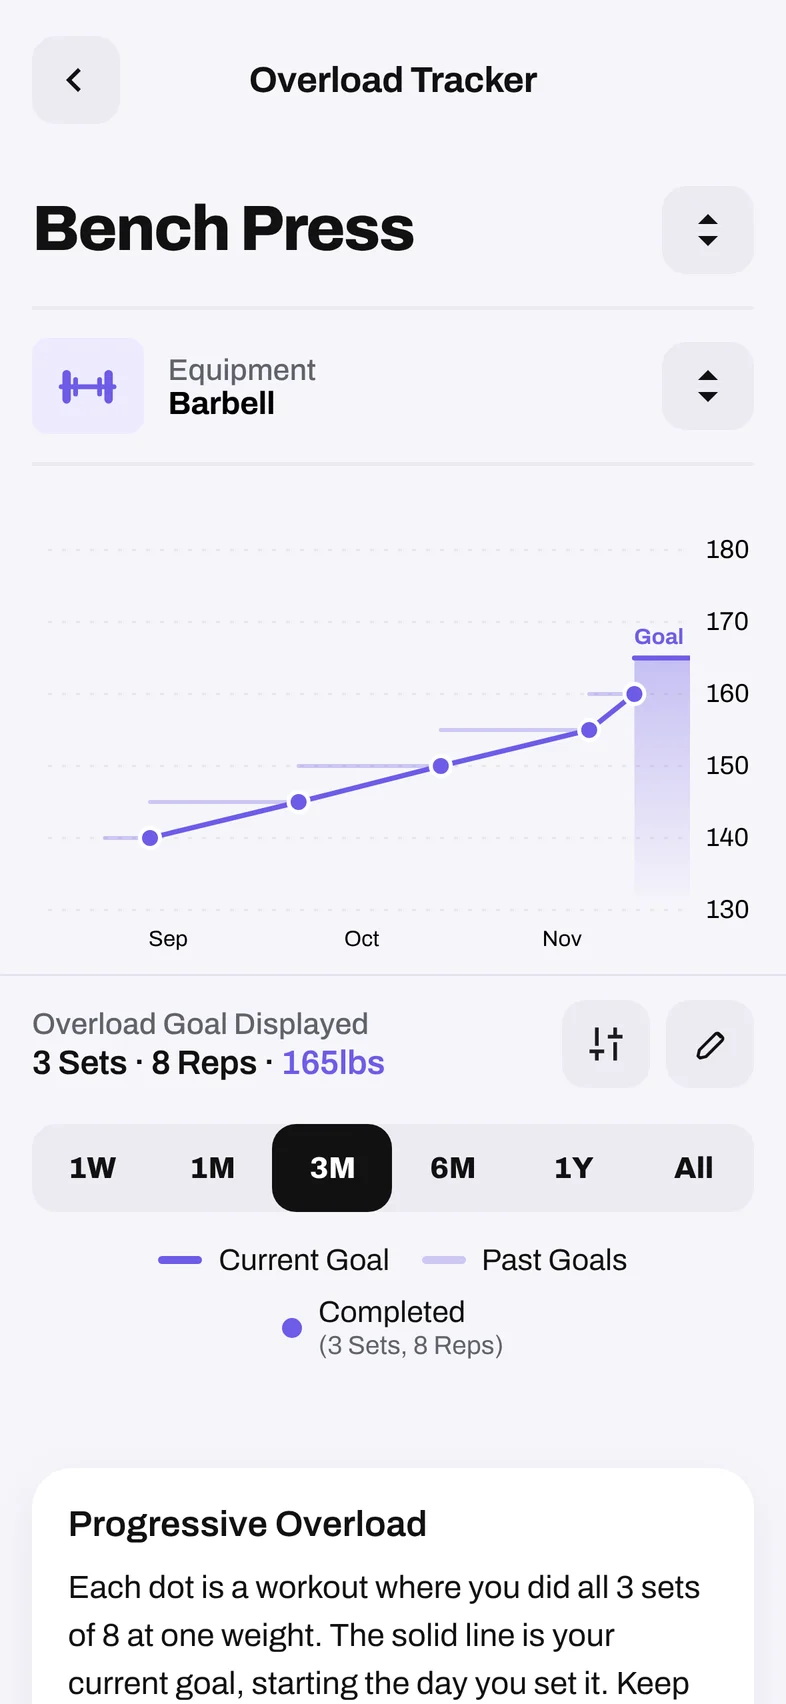 Overload Tracker
Bench Press
Equipment
Barbell
180
170
Goal
160
150
140
130
Sep Oct Nov
Overload Goal Displayed
3 Sets · 8 Reps · 165lbs
1W 1M 3M 6M 1Y All
Current Goal Past Goals
Completed
(3 Sets, 8 Reps)
Progressive Overload
Each dot is a workout where you did all 3 sets
of 8 at one weight. The solid line is your
current goal, starting the day you set it. Keep